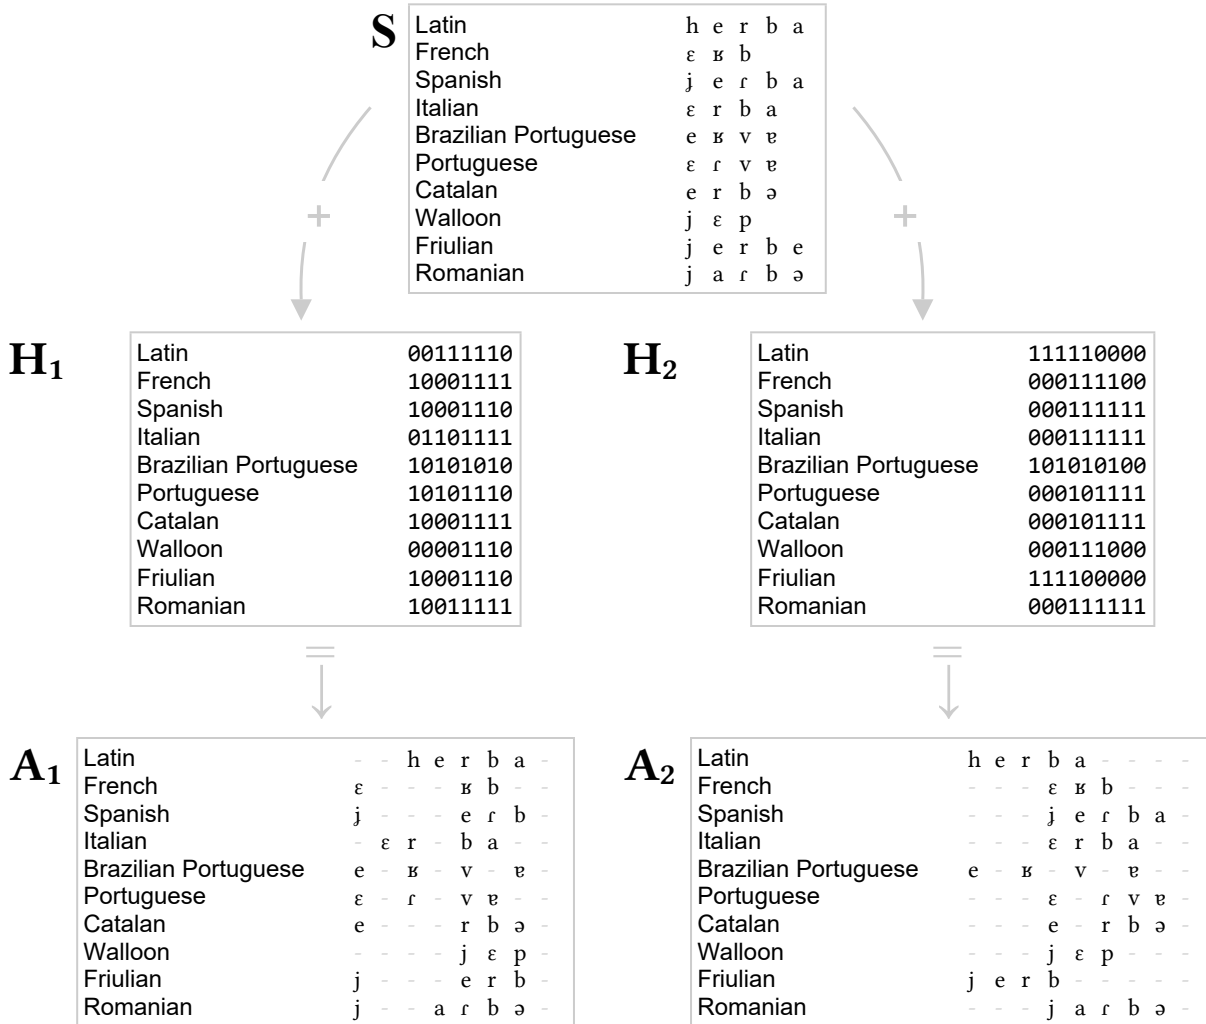 S
Latin h e r b a
French ɛ ʁ b
Spanish ʝ e ɾ b a
Italian ɛ r b a
Brazilian Portuguese e ʁ v ɐ
Portuguese ɛ ɾ v ɐ
Catalan e r b ə
Walloon j ɛ p
Friulian j e r b e
Romanian j a ɾ b ə
+ +
H₁
Latin 00111110
French 10001111
Spanish 10001110
Italian 01101111
Brazilian Portuguese 10101010
Portuguese 10101110
Catalan 10001111
Walloon 00001110
Friulian 10001110
Romanian 10011111
H₂
Latin 111110000
French 000111100
Spanish 000111111
Italian 000111111
Brazilian Portuguese 101010100
Portuguese 000101111
Catalan 000101111
Walloon 000111000
Friulian 111100000
Romanian 000111111
A₁
Latin - - h e r b a -
French ɛ - - - ʁ b - -
Spanish ʝ - - - e ɾ b -
Italian - ɛ r - b a - -
Brazilian Portuguese e - ʁ - v - ɐ -
Portuguese ɛ - ɾ - v ɐ - -
Catalan e - - - r b ə -
Walloon - - - - j ɛ p -
Friulian j - - - e r b -
Romanian j - - a ɾ b ə -
A₂
Latin h e r b a - - - -
French - - - ɛ ʁ b - - -
Spanish - - - ʝ e ɾ b a -
Italian - - - ɛ r b a - -
Brazilian Portuguese e - ʁ - v - ɐ - -
Portuguese - - - ɛ - ɾ v ɐ -
Catalan - - - e - r b ə -
Walloon - - - j ɛ p - - -
Friulian j e r b - - - - -
Romanian - - - j a ɾ b ə -